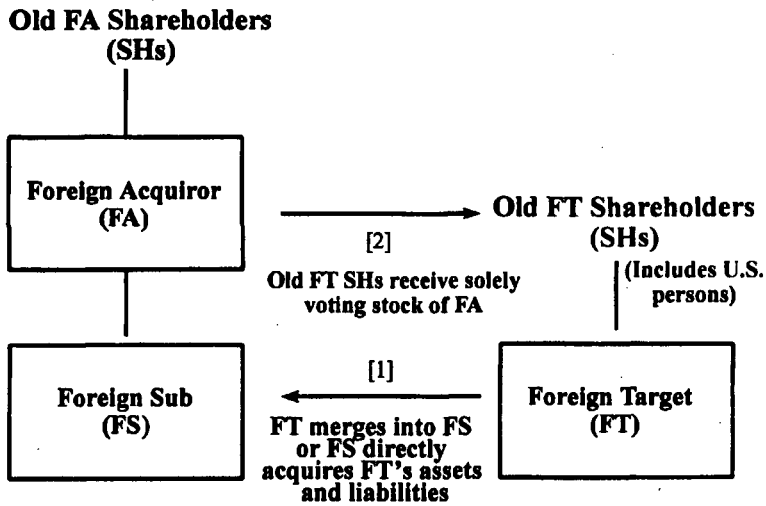 Old FA Shareholders
(SHs)
Foreign Acquiror
(FA)
[2]
Old FT SHs receive solely
voting stock of FA
Old FT Shareholders
(SHs)
(Includes U.S.
persons)
Foreign Sub
(FS)
[1]
FT merges into FS
or FS directly
acquires FT's assets
and liabilities
Foreign Target
(FT)